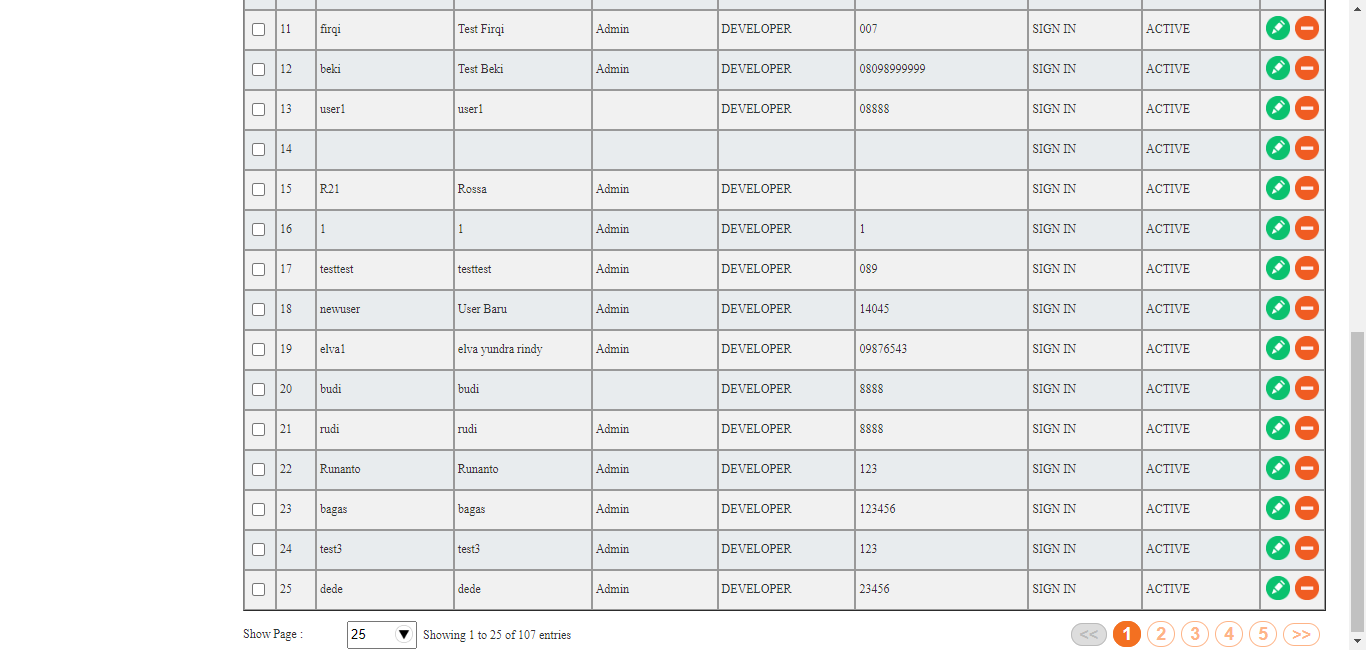 11 firqi Test Firqi Admin DEVELOPER 007 SIGN IN ACTIVE
12 beki Test Beki Admin DEVELOPER 08098999999 SIGN IN ACTIVE
13 user1 user1 DEVELOPER 08888 SIGN IN ACTIVE
14 SIGN IN ACTIVE
15 R21 Rossa Admin DEVELOPER SIGN IN ACTIVE
16 1 1 Admin DEVELOPER 1 SIGN IN ACTIVE
17 testtest testtest Admin DEVELOPER 089 SIGN IN ACTIVE
18 newuser User Baru Admin DEVELOPER 14045 SIGN IN ACTIVE
19 elva1 elva yundra rindy Admin DEVELOPER 09876543 SIGN IN ACTIVE
20 budi budi DEVELOPER 8888 SIGN IN ACTIVE
21 rudi rudi Admin DEVELOPER 8888 SIGN IN ACTIVE
22 Runanto Runanto Admin DEVELOPER 123 SIGN IN ACTIVE
23 bagas bagas Admin DEVELOPER 123456 SIGN IN ACTIVE
24 test3 test3 Admin DEVELOPER 123 SIGN IN ACTIVE
25 dede dede Admin DEVELOPER 23456 SIGN IN ACTIVE
Show Page : 25 Showing 1 to 25 of 107 entries << 1 2 3 4 5 >>